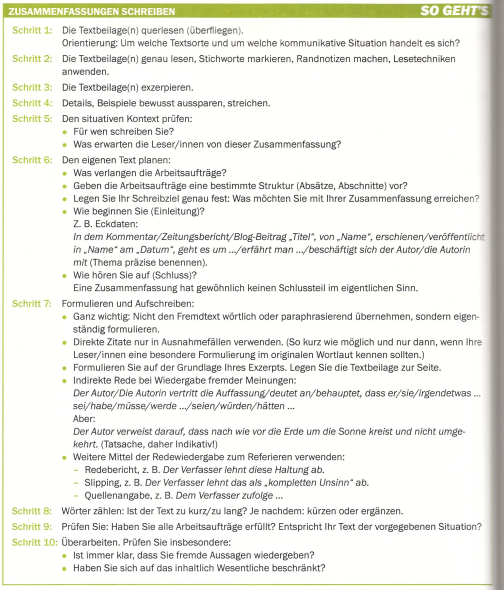 ZUSAMMENFASSUNGEN SCHREIBEN SO GEHT'S
Schritt 1: Die Textbeilage(n) querlesen (überfliegen).
Orientierung: Um welche Textsorte und um welche kommunikative Situation handelt es sich?
Schritt 2: Die Textbeilage(n) genau lesen, Stichworte markieren, Randnotizen machen, Lesetechniken
anwenden.
Schritt 3: Die Textbeilage(n) exzerpieren.
Schritt 4: Details, Beispiele bewusst aussparen, streichen.
Schritt 5: Den situativen Kontext prüfen:
• Für wen schreiben Sie?
• Was erwarten die Leser/innen von dieser Zusammenfassung?
Schritt 6: Den eigenen Text planen:
• Was verlangen die Arbeitsaufträge?
• Geben die Arbeitsaufträge eine bestimmte Struktur (Absätze, Abschnitte) vor?
• Legen Sie Ihr Schreibziel genau fest: Was möchten Sie mit Ihrer Zusammenfassung erreichen?
• Wie beginnen Sie (Einleitung)?
Z. B. Eckdaten:
In dem Kommentar/Zeitungsbericht/Blog-Beitrag „Titel", von „Name", erschienen/veröffentlicht
in „Name" am „Datum", geht es um .../erfährt man .../beschäftigt sich der Autor/die Autorin
mit (Thema präzise benennen).
• Wie hören Sie auf (Schluss)?
Eine Zusammenfassung hat gewöhnlich keinen Schlussteil im eigentlichen Sinn.
Schritt 7: Formulieren und Aufschreiben:
• Ganz wichtig: Nicht den Fremdtext wörtlich oder paraphrasierend übernehmen, sondern eigen-
ständig formulieren.
• Direkte Zitate nur in Ausnahmefällen verwenden. (So kurz wie möglich und nur dann, wenn Ihre
Leser/innen eine besondere Formulierung im originalen Wortlaut kennen sollten.)
• Formulieren Sie auf der Grundlage Ihres Exzerpts. Legen Sie die Textbeilage zur Seite.
• Indirekte Rede bei Wiedergabe fremder Meinungen:
Der Autor/Die Autorin vertritt die Auffassung/deutet an/behauptet, dass er/sie/irgendetwas ...
sei/habe/müsse/werde .../seien/würden/hätten ...
Aber:
Der Autor verweist darauf, dass nach wie vor die Erde um die Sonne kreist und nicht umge-
kehrt. (Tatsache, daher Indikativ!)
• Weitere Mittel der Redewiedergabe zum Referieren verwenden:
– Redebericht, z. B. Der Verfasser lehnt diese Haltung ab.
– Slipping, z. B. Der Verfasser lehnt das als „kompletten Unsinn" ab.
– Quellenangabe, z. B. Dem Verfasser zufolge ...
Schritt 8: Wörter zählen: Ist der Text zu kurz/zu lang? Je nachdem: kürzen oder ergänzen.
Schritt 9: Prüfen Sie: Haben Sie alle Arbeitsaufträge erfüllt? Entspricht Ihr Text der vorgegebenen Situation?
Schritt 10: Überarbeiten. Prüfen Sie insbesondere:
• Ist immer klar, dass Sie fremde Aussagen wiedergeben?
• Haben Sie sich auf das inhaltlich Wesentliche beschränkt?